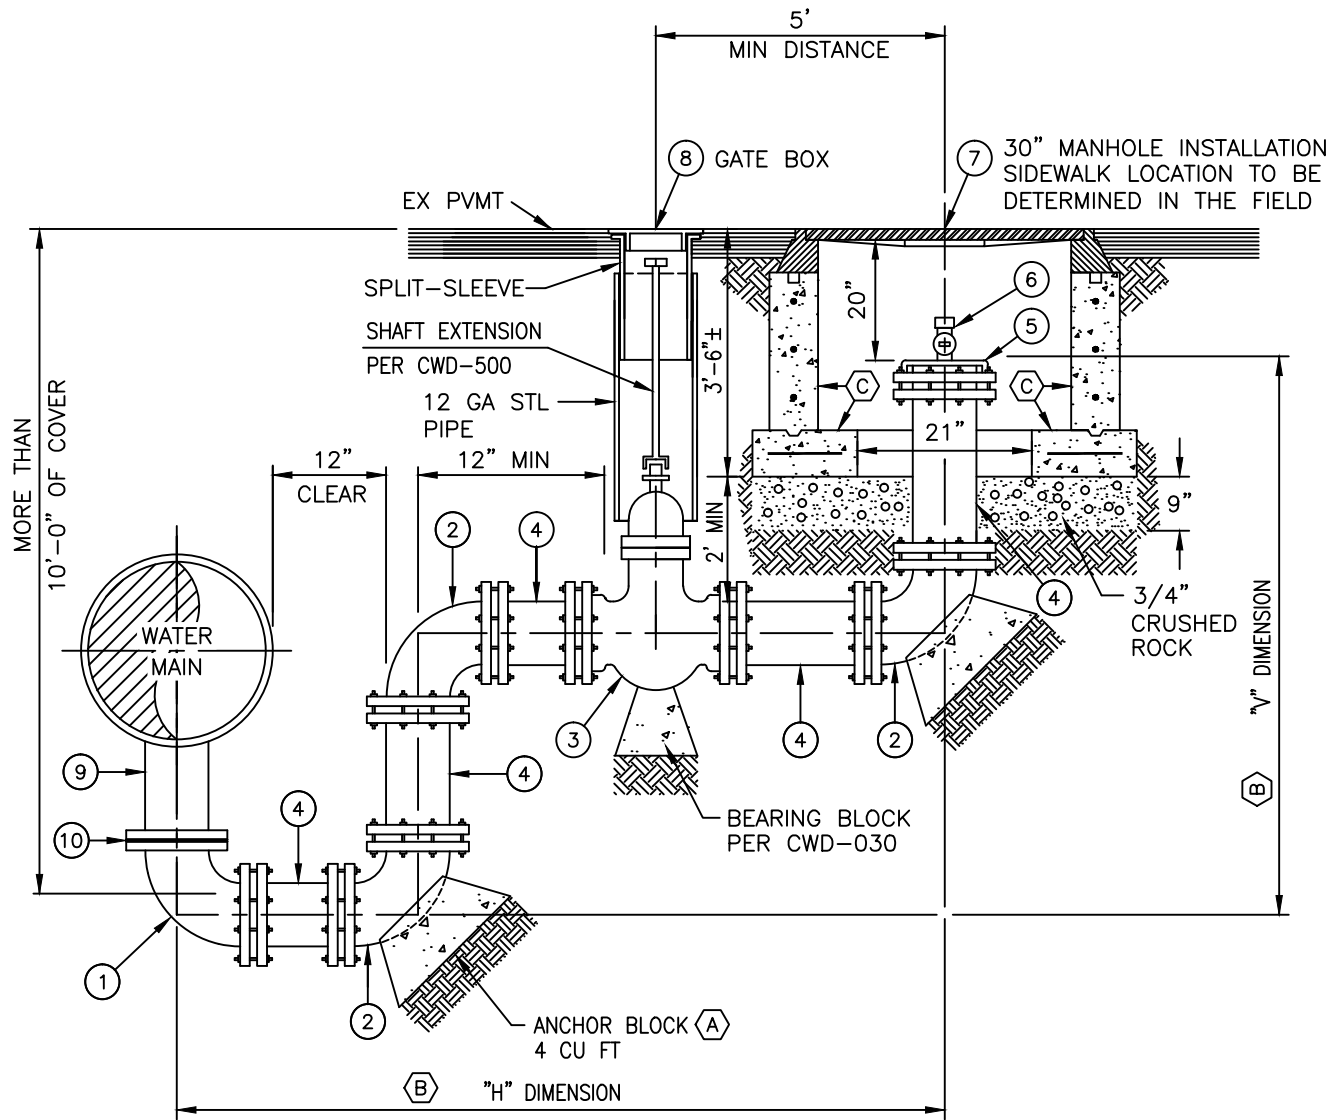 5'
MIN DISTANCE
8
GATE BOX
7
30" MANHOLE INSTALLATION
SIDEWALK LOCATION TO BE
DETERMINED IN THE FIELD
EX PVMT
SPLIT-SLEEVE
SHAFT EXTENSION
PER CWD-500
12 GA STL
PIPE
3'-6"±
20"
6
5
C
C
21"
MORE THAN
10'-0" OF COVER
12"
CLEAR
12" MIN
2' MIN
9"
2
4
4
3/4"
CRUSHED
ROCK
WATER
MAIN
"V" DIMENSION
B
9
3
4
2
4
10
4
BEARING BLOCK
PER CWD-030
1
2
ANCHOR BLOCK A
4 CU FT
B "H" DIMENSION